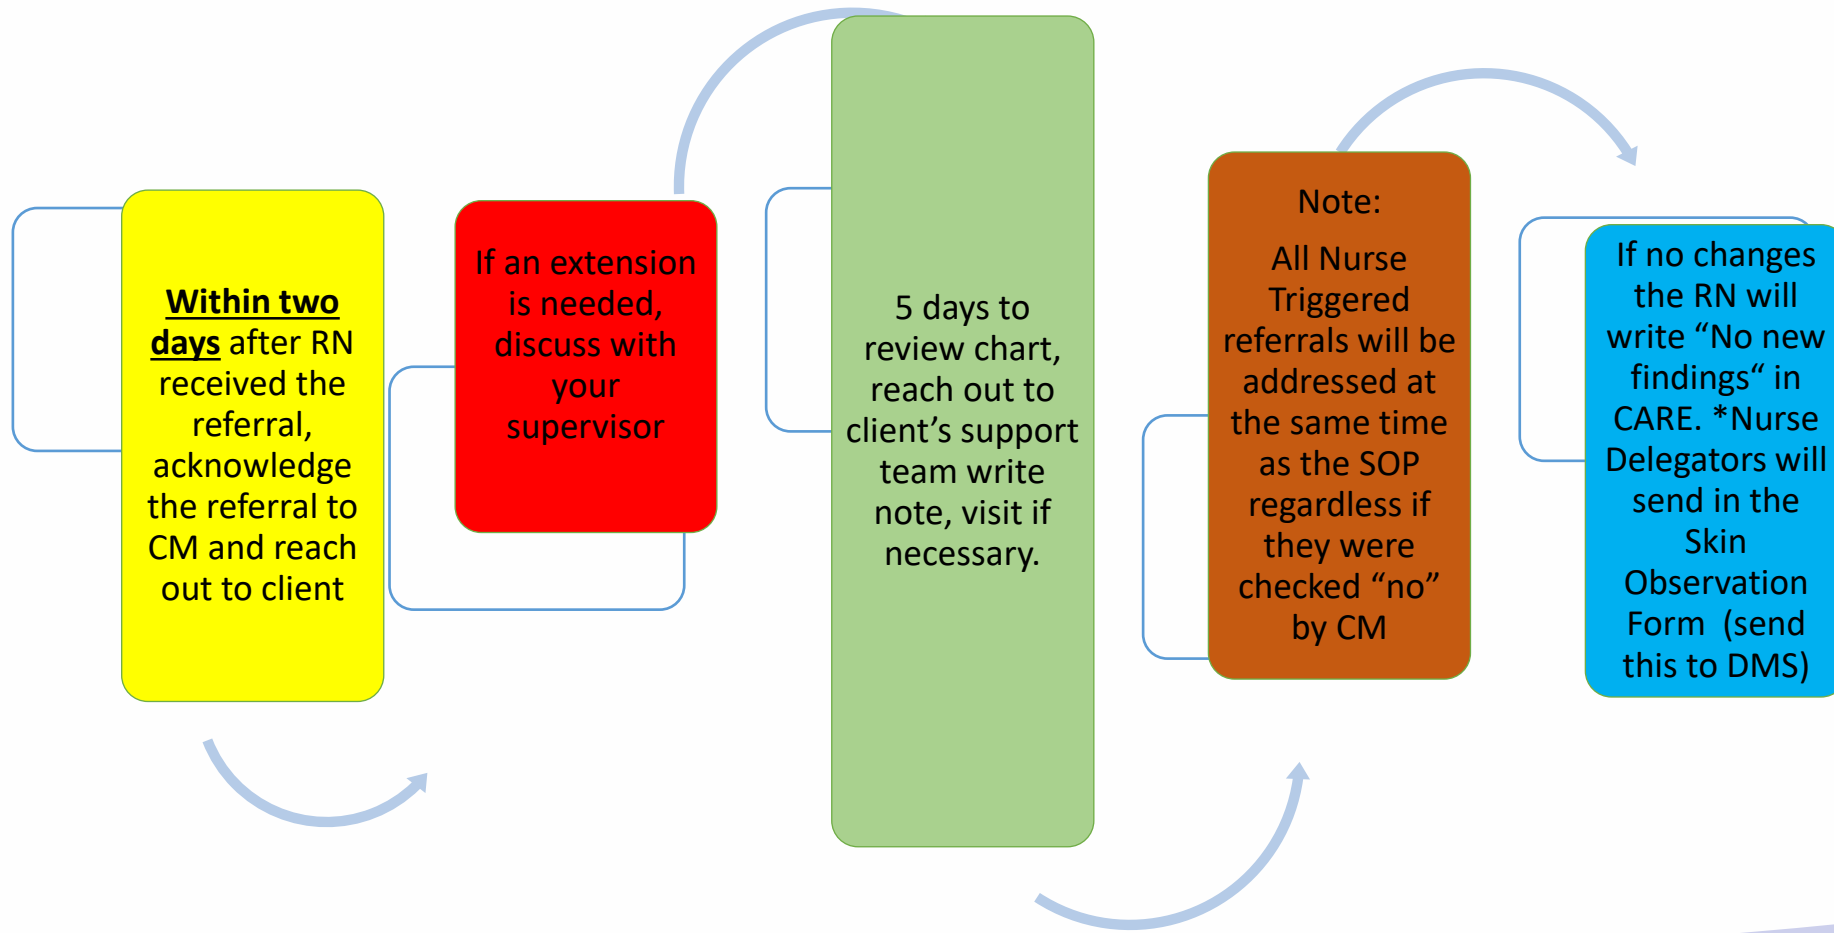 Within two
days after RN
received the
referral,
acknowledge
the referral to
CM and reach
out to client
If an extension
is needed,
discuss with
your
supervisor
5 days to
review chart,
reach out to
client’s support
team write
note, visit if
necessary.
Note:
All Nurse
Triggered
referrals will be
addressed at
the same time
as the SOP
regardless if
they were
checked “no”
by CM
If no changes
the RN will
write “No new
findings“ in
CARE. *Nurse
Delegators will
send in the
Skin
Observation
Form (send
this to DMS)